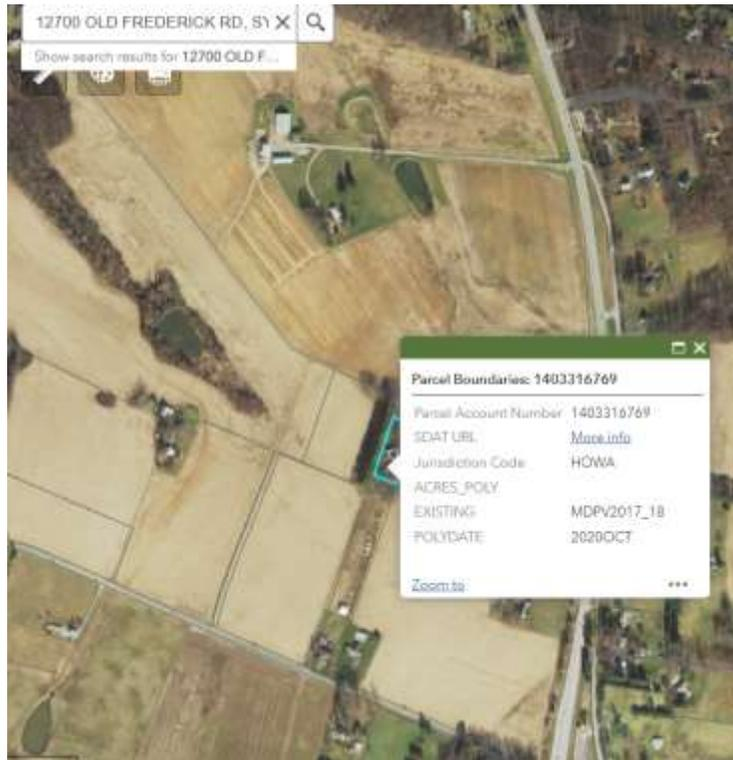 12700 OLD FREDERICK RD, SY
Show search results for 12700 OLD F...
Parcel Boundaries: 1403316769
Parcel Account Number 1403316769
SDAT URL More info
Jurisdiction Code HOWA
ACRES_POLY
EXISTING MDPV2017_18
POLYDATE 2020OCT
Zoom to